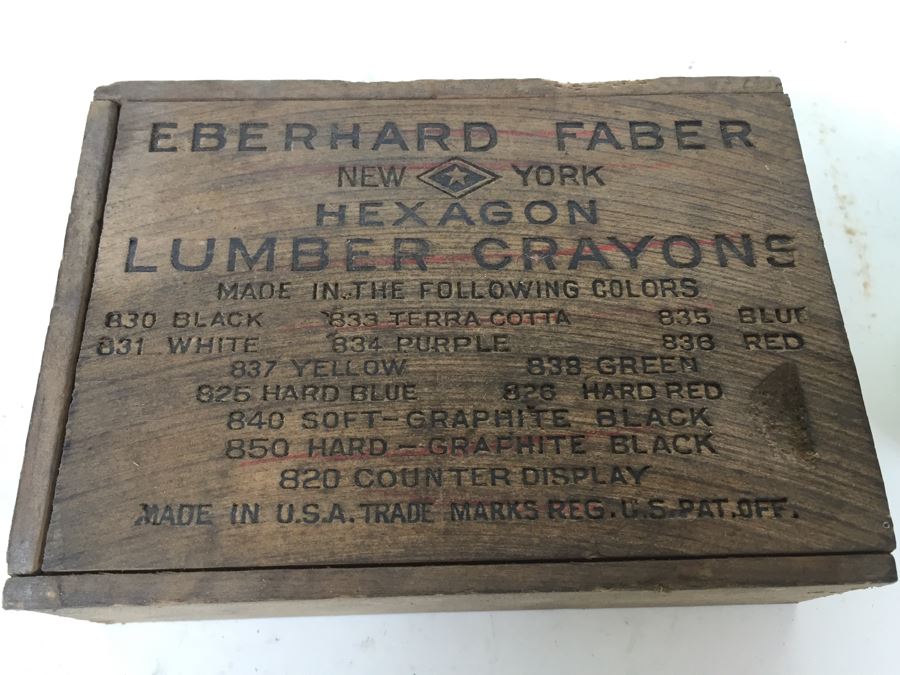 EBERHARD FABER
NEW YORK
HEXAGON
LUMBER CRAYONS
MADE IN THE FOLLOWING COLORS
830 BLACK 833 TERRA-COTTA 835 BLUE
831 WHITE 834 PURPLE 836 RED
837 YELLOW 838 GREEN
825 HARD BLUE 826 HARD RED
840 SOFT-GRAPHITE BLACK
850 HARD-GRAPHITE BLACK
820 COUNTER DISPLAY
MADE IN U.S.A. TRADE MARKS REG. U.S. PAT. OFF.